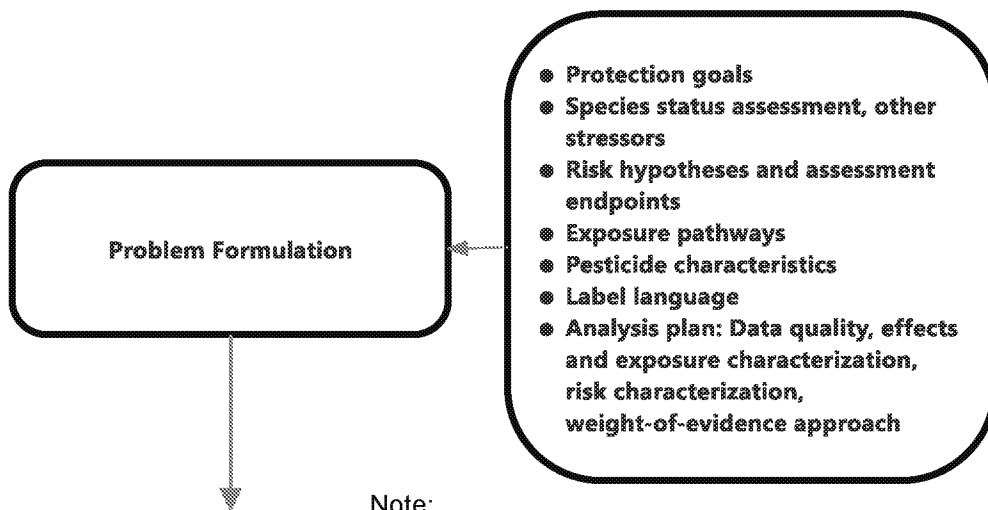 Problem Formulation
● Protection goals
● Species status assessment, other
stressors
● Risk hypotheses and assessment
endpoints
● Exposure pathways
● Pesticide characteristics
● Label language
● Analysis plan: Data quality, effects
and exposure characterization,
risk characterization,
weight-of-evidence approach
Note: